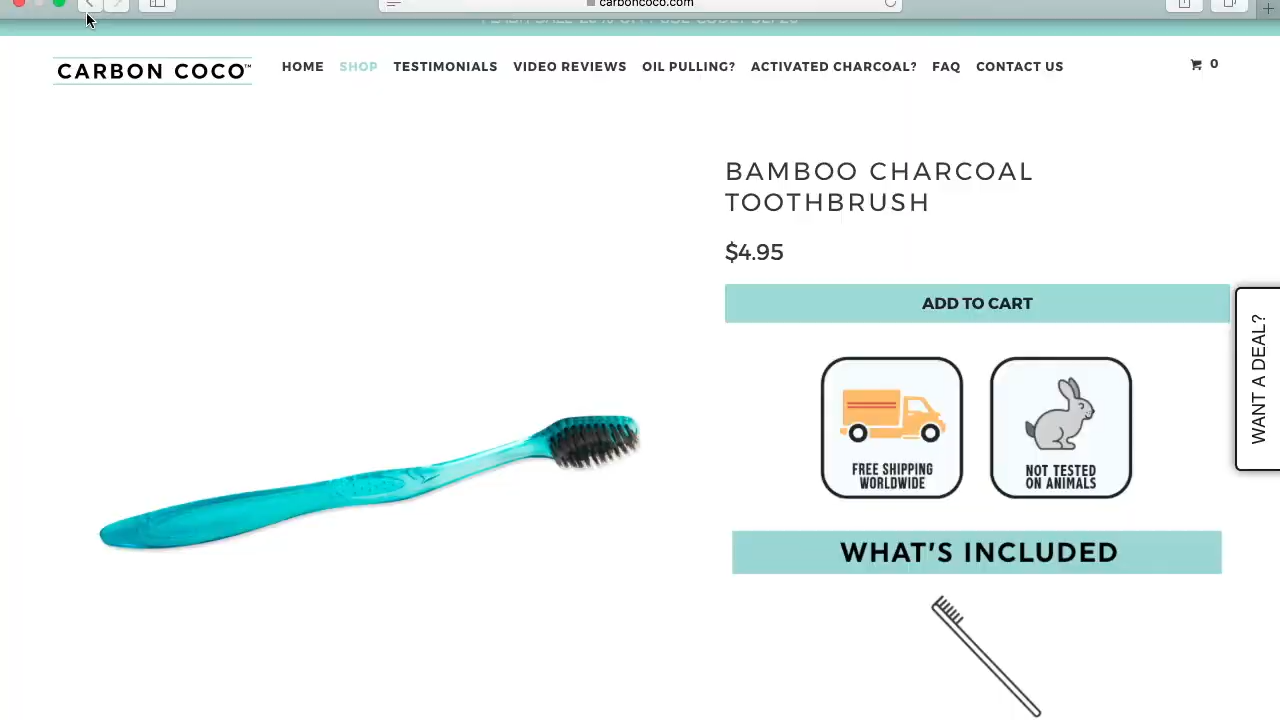 carboncoco.com
CARBON COCO™
HOME SHOP TESTIMONIALS VIDEO REVIEWS OIL PULLING? ACTIVATED CHARCOAL? FAQ CONTACT US
0
BAMBOO CHARCOAL
TOOTHBRUSH
$4.95
ADD TO CART
WANT A DEAL?
FREE SHIPPING
WORLDWIDE
NOT TESTED
ON ANIMALS
WHAT'S INCLUDED